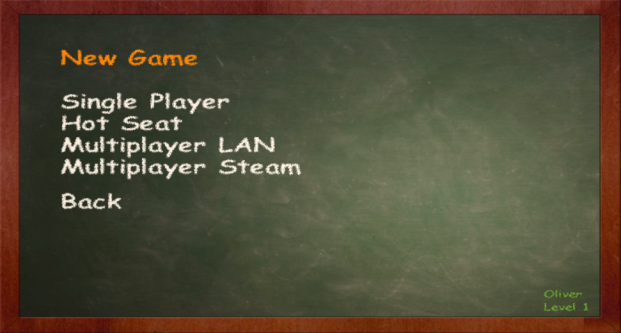 New Game
Single Player
Hot Seat
Multiplayer LAN
Multiplayer Steam
Back
Oliver
Level 1